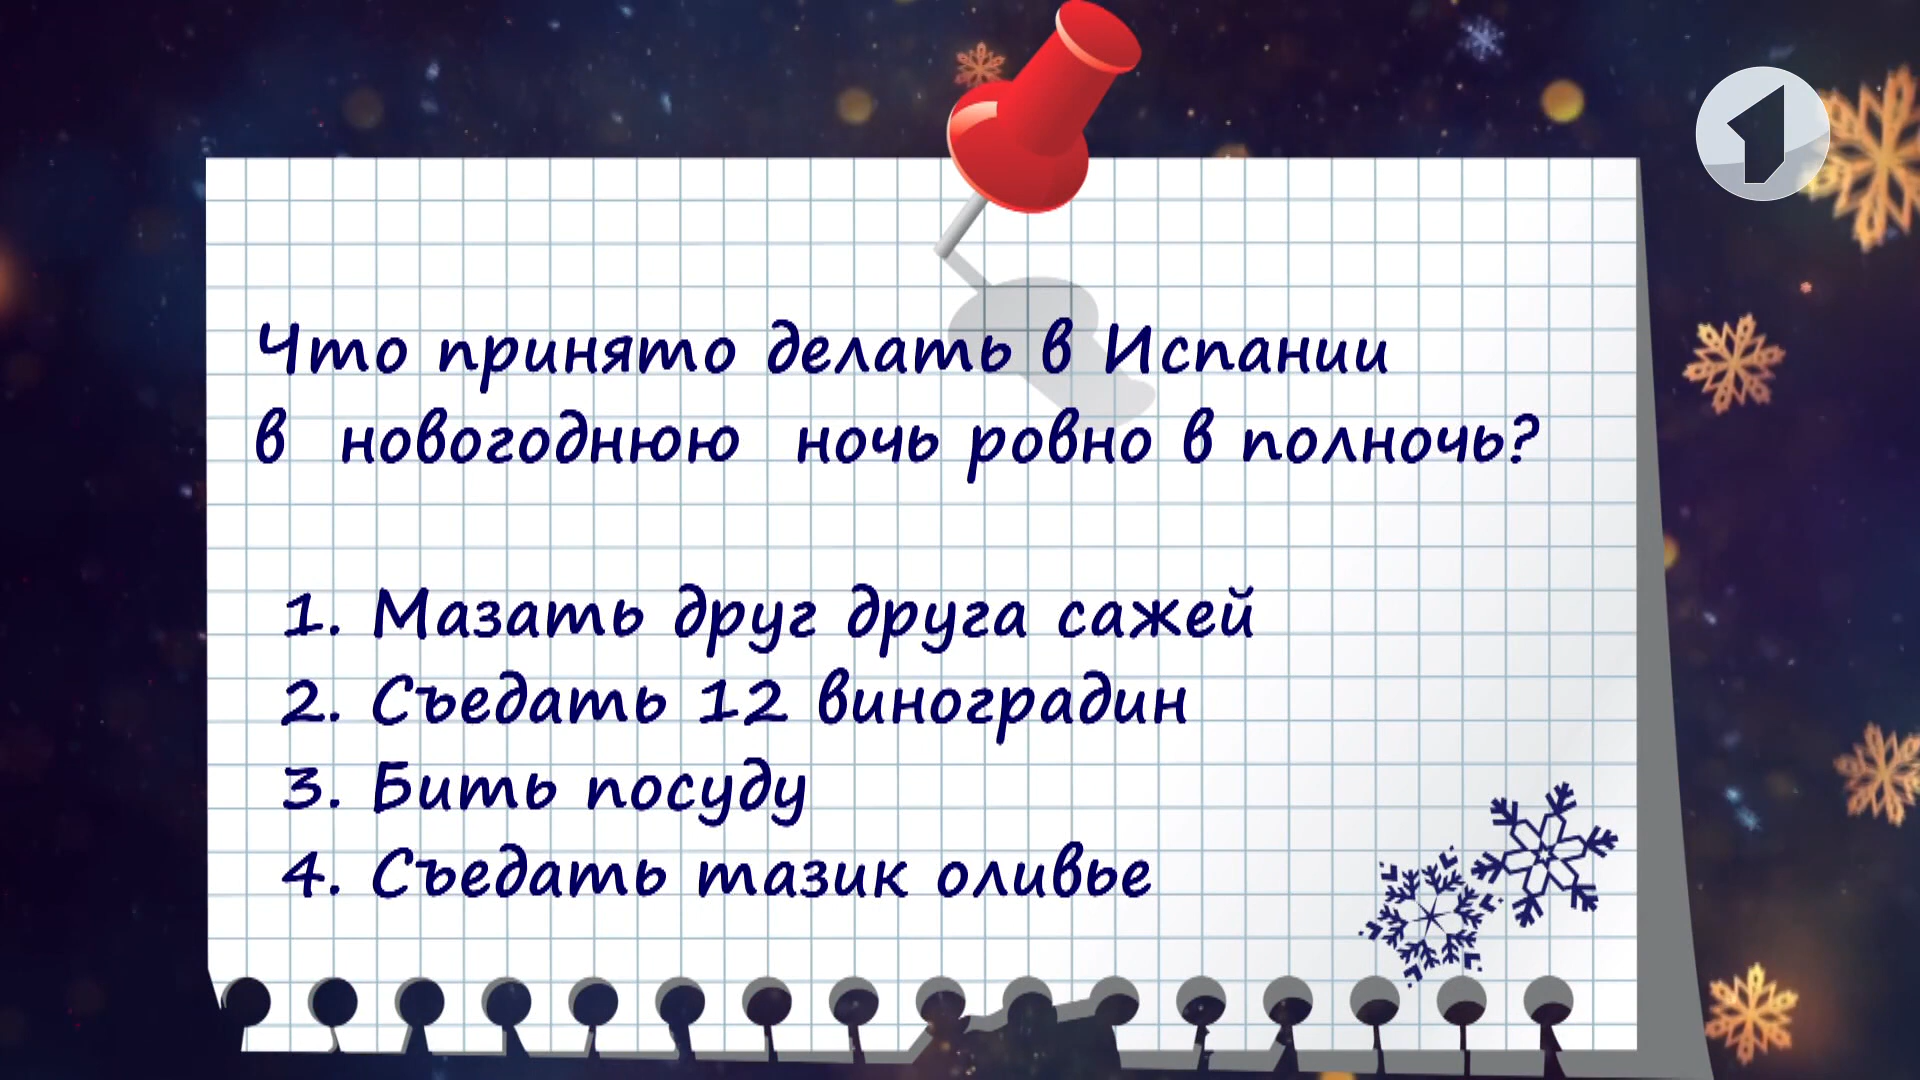 Что принято делать в Испании
в новогоднюю ночь ровно в полночь?
1. Мазать друг друга сажей
2. Съедать 12 виноградин
3. Бить посуду
4. Съедать тазик оливье